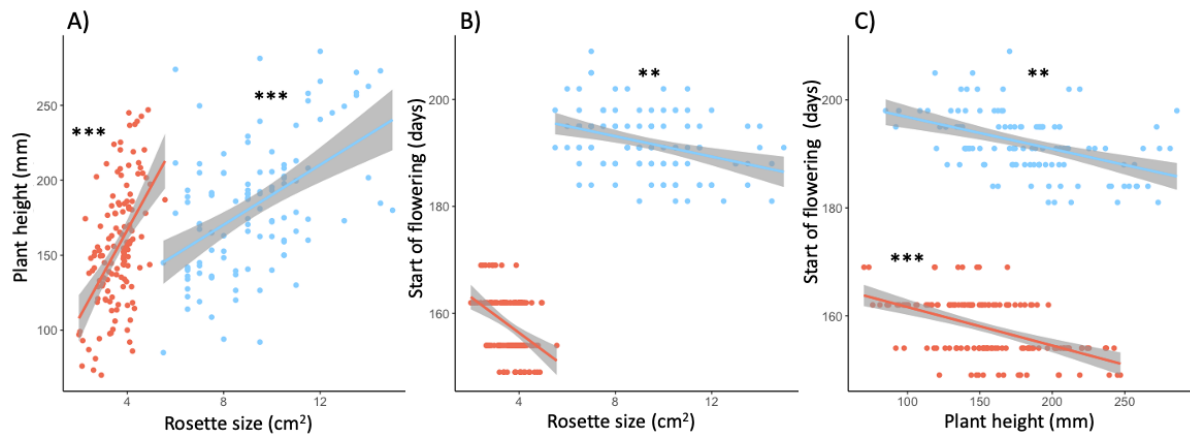 A)
B)
C)
***
***
**
**
***
Plant height (mm)
250
200
150
100
4
8
12
Rosette size (cm²)
Start of flowering (days)
200
180
160
4
8
12
Rosette size (cm²)
Start of flowering (days)
200
180
160
100
150
200
250
Plant height (mm)